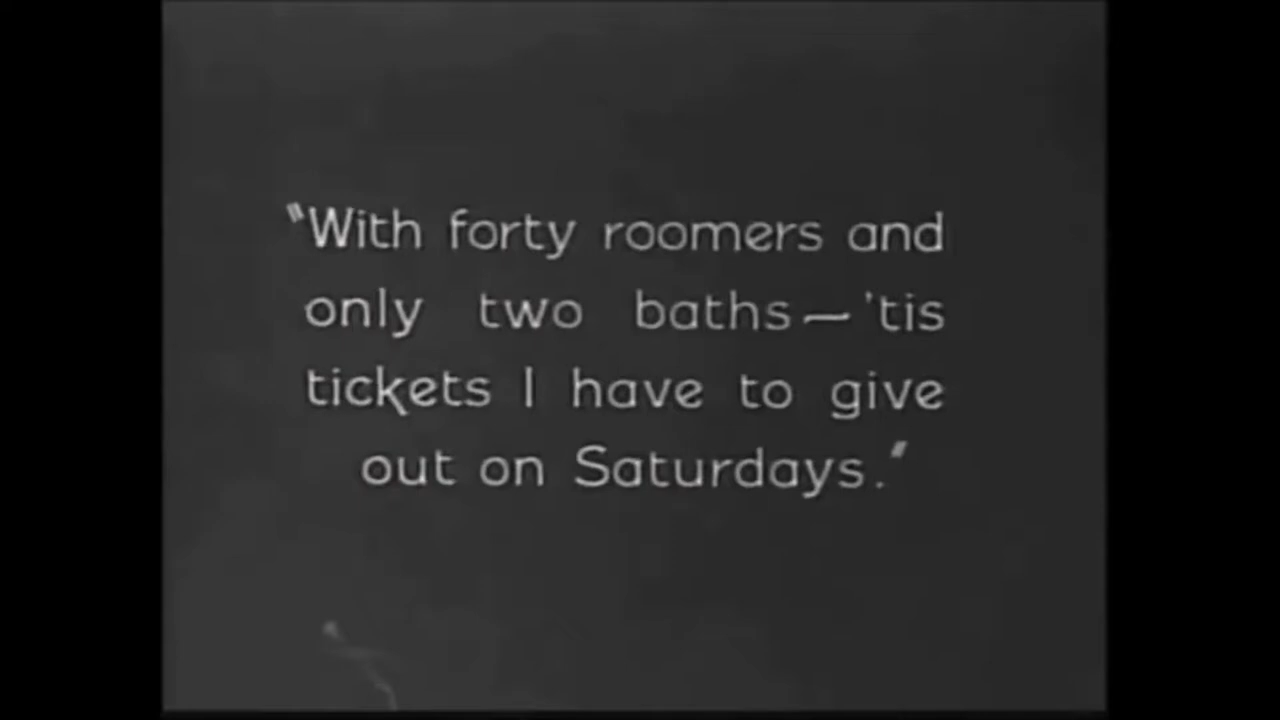 "With forty roomers and
only two baths—'tis
tickets I have to give
out on Saturdays."